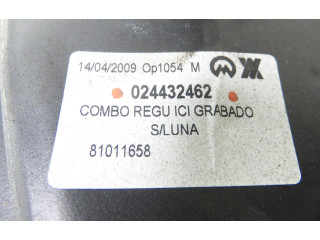 14/04/2009 Op1054 M
024432462
COMBO REGU ICI GRABADO
S/LUNA
81011658